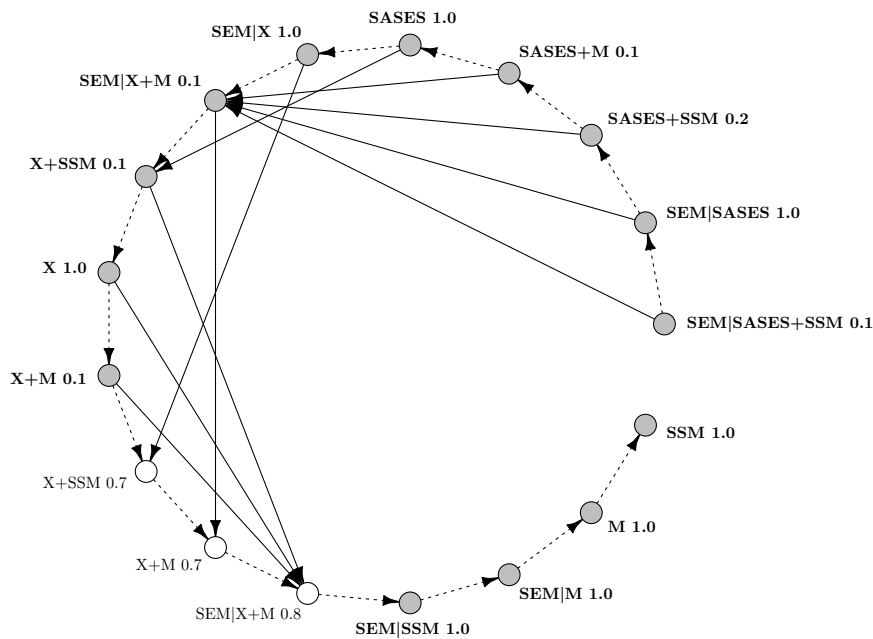 SASES 1.0
SEM|X 1.0
SASES+M 0.1
SEM|X+M 0.1
SASES+SSM 0.2
X+SSM 0.1
SEM|SASES 1.0
X 1.0
SEM|SASES+SSM 0.1
X+M 0.1
SSM 1.0
X+SSM 0.7
M 1.0
X+M 0.7
SEM|M 1.0
SEM|X+M 0.8
SEM|SSM 1.0